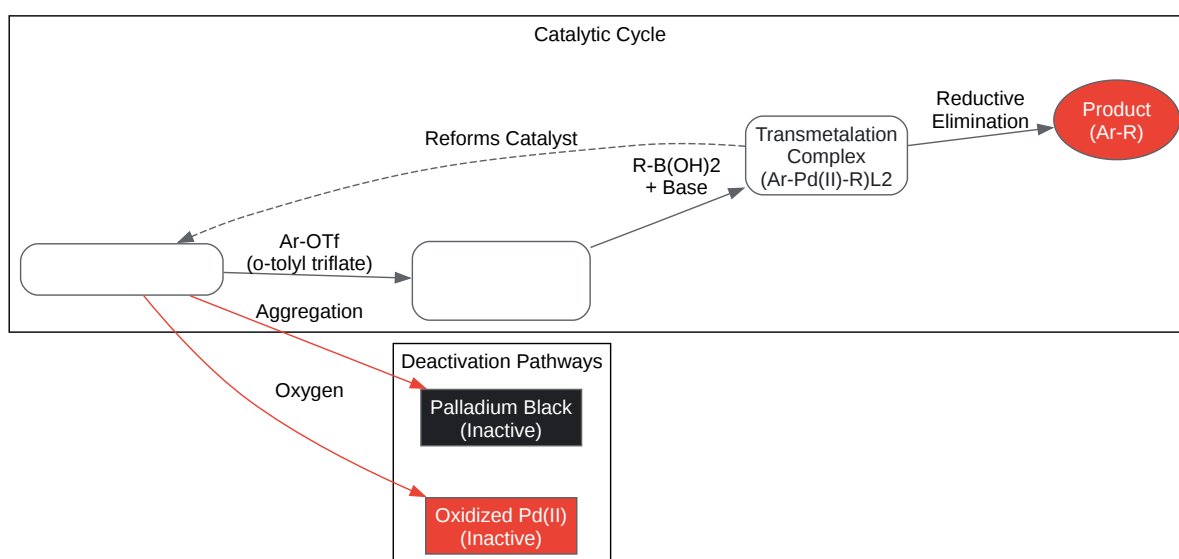 Catalytic Cycle
Reductive
Elimination
Product
(Ar-R)
Transmetalation
Complex
(Ar-Pd(II)-R)L2
Reforms Catalyst
R-B(OH)2
+ Base
Ar-OTf
(o-tolyl triflate)
Aggregation
Deactivation Pathways
Oxygen
Palladium Black
(Inactive)
Oxidized Pd(II)
(Inactive)